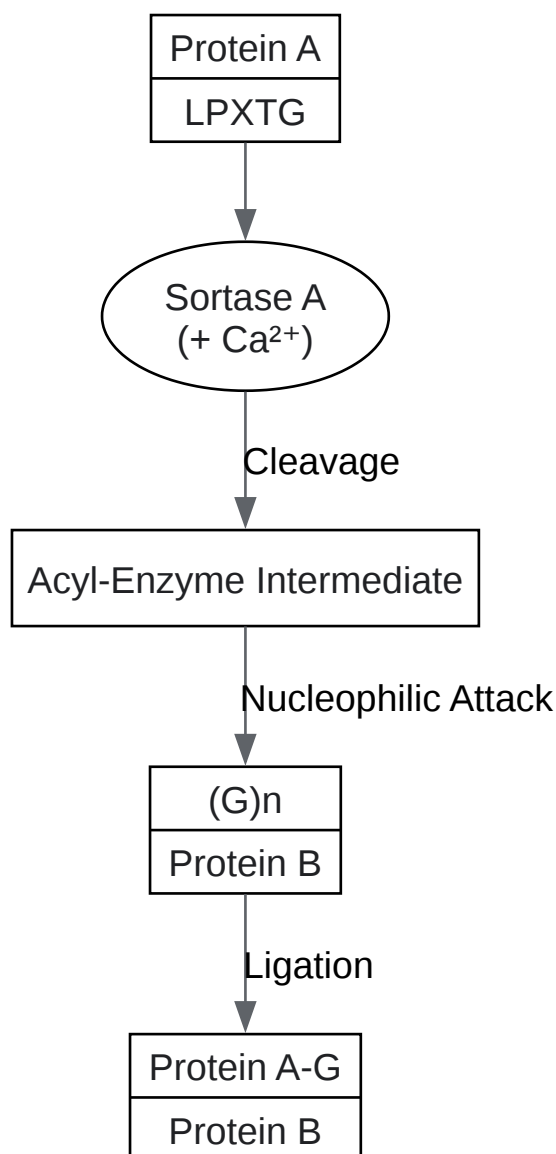 Protein A
LPXTG
Sortase A
(+ Ca²⁺)
Cleavage
Acyl-Enzyme Intermediate
Nucleophilic Attack
(G)n
Protein B
Ligation
Protein A-G
Protein B